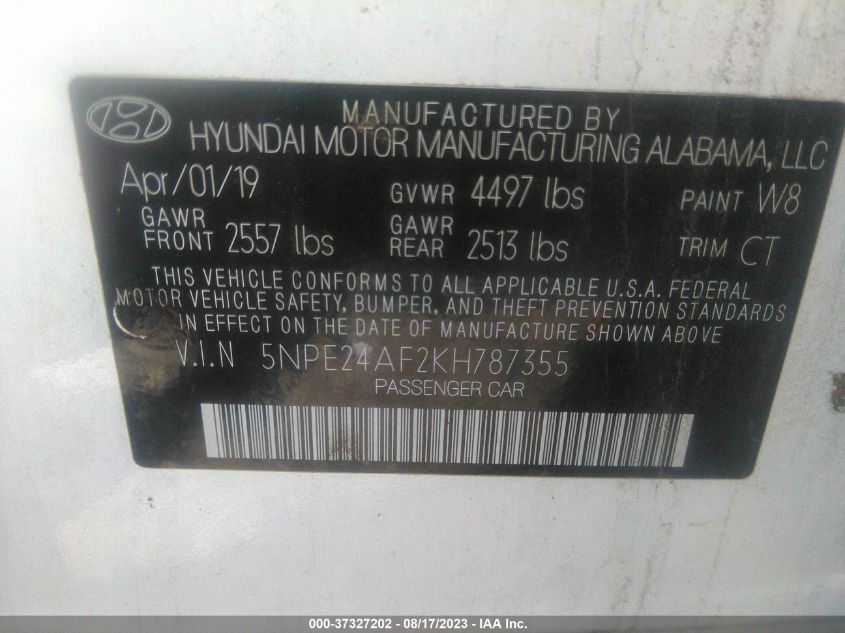 MANUFACTURED BY
HYUNDAI MOTOR MANUFACTURING ALABAMA, LLC
Apr/01/19 GVWR 4497 lbs PAINT W8
GAWR FRONT 2557 lbs GAWR REAR 2513 lbs TRIM CT
THIS VEHICLE CONFORMS TO ALL APPLICABLE U.S.A. FEDERAL
MOTOR VEHICLE SAFETY, BUMPER, AND THEFT PREVENTION STANDARDS
IN EFFECT ON THE DATE OF MANUFACTURE SHOWN ABOVE
V.I.N 5NPE24AF2KH787355
PASSENGER CAR
000-37327202 - 08/17/2023 - IAA Inc.